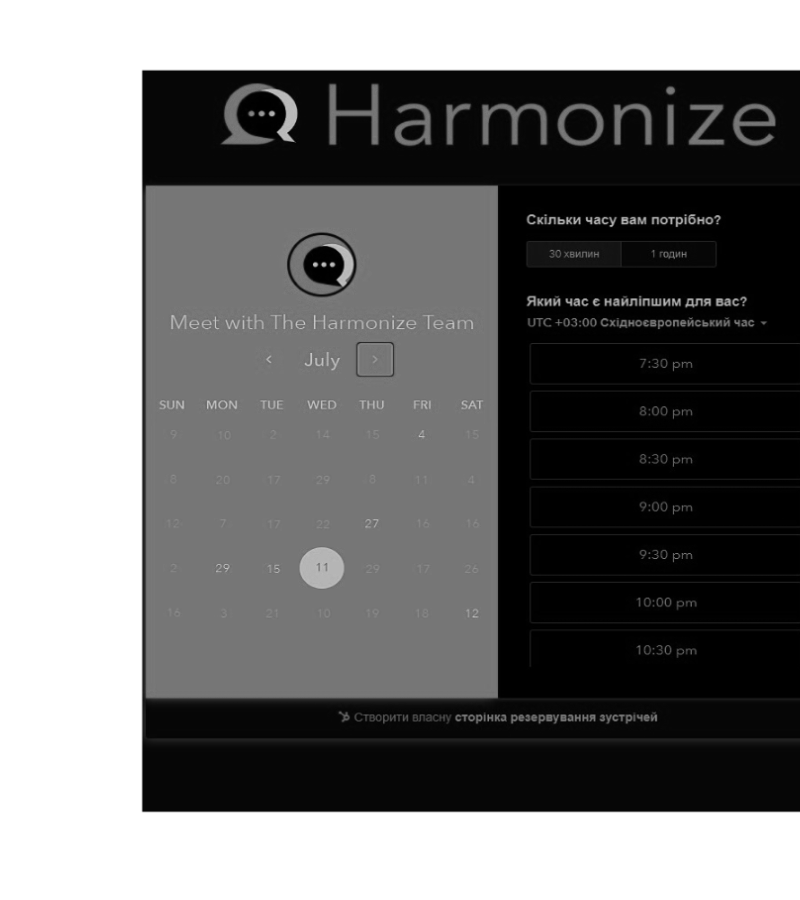 Harmonize
Meet with The Harmonize Team
July
SUN MON TUE WED THU FRI SAT
9 10 2 14 15 4 15
8 20 17 29 8 11 4
12 7 17 22 27 16 16
2 29 15 11 29 17 26
16 3 21 10 19 18 12
Скільки часу вам потрібно?
30 хвилин 1 годин
Який час є найліпшим для вас?
UTC +03:00 Східноєвропейський час
7:30 pm
8:00 pm
8:30 pm
9:00 pm
9:30 pm
10:00 pm
10:30 pm
Створити власну сторінка резервування зустрічей